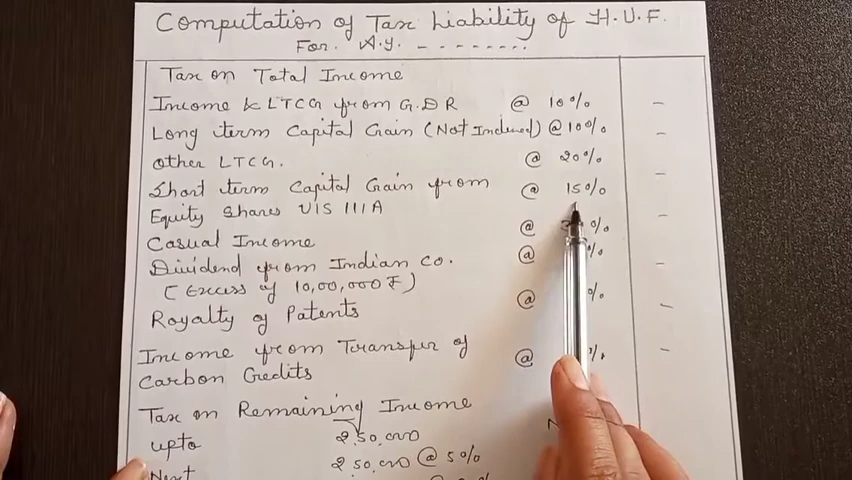 Computation of Tax Liability of H.U.F.
For. A.y. - - - - - - - -
Tax on Total Income
Income & LTCG from G.DR @ 10% -
Long term Capital Gain (Not Indexed) @ 10% -
Other LTCG. @ 20% -
Short term Capital Gain from @ 15%
Equity Shares U/S 111A -
Casual Income @ %
Dividend from Indian Co. @ %
(Excess of 10,00,000 ₹) -
Royalty of Patents @ % -
Income from Transfer of @ % -
Carbon Credits
Tax on Remaining Income
upto 2,50,000 N
Next 2,50,000 @ 5%